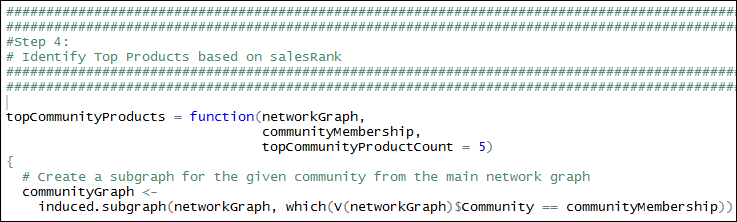 ###########################################################################################
###########################################################################################
#Step 4:
# Identify Top Products based on salesRank
###########################################################################################
###########################################################################################
topCommunityProducts = function(networkGraph,
                                communityMembership,
                                topCommunityProductCount = 5)
{
  # Create a subgraph for the given community from the main network graph
  communityGraph <-
    induced.subgraph(networkGraph, which(V(networkGraph)$Community == communityMembership))